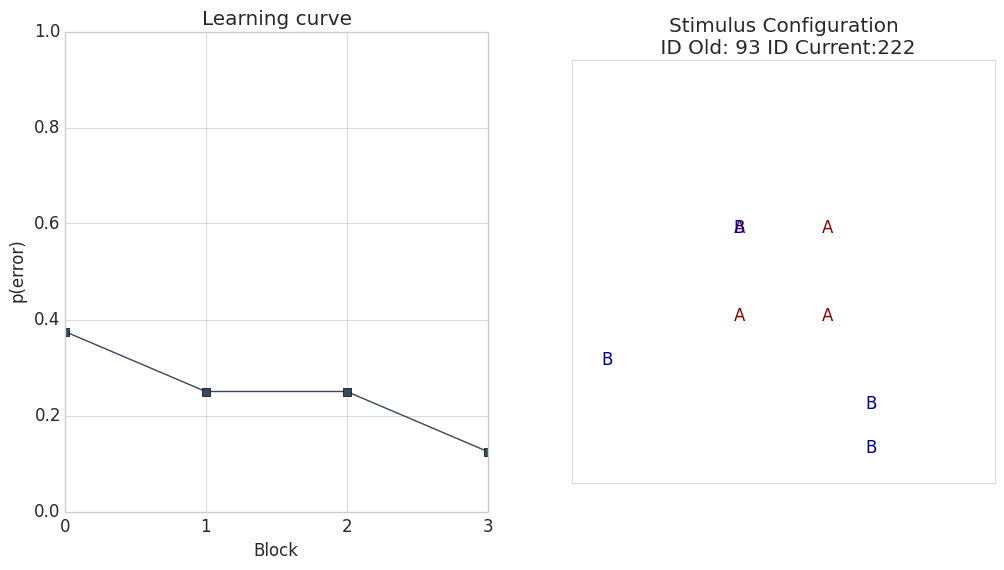 Learning curve
1.0
0.8
0.6
0.4
0.2
0.0
p(error)
0 1 2 3
Block
Stimulus Configuration
ID Old: 93 ID Current:222
A B A
A A
B
B
B